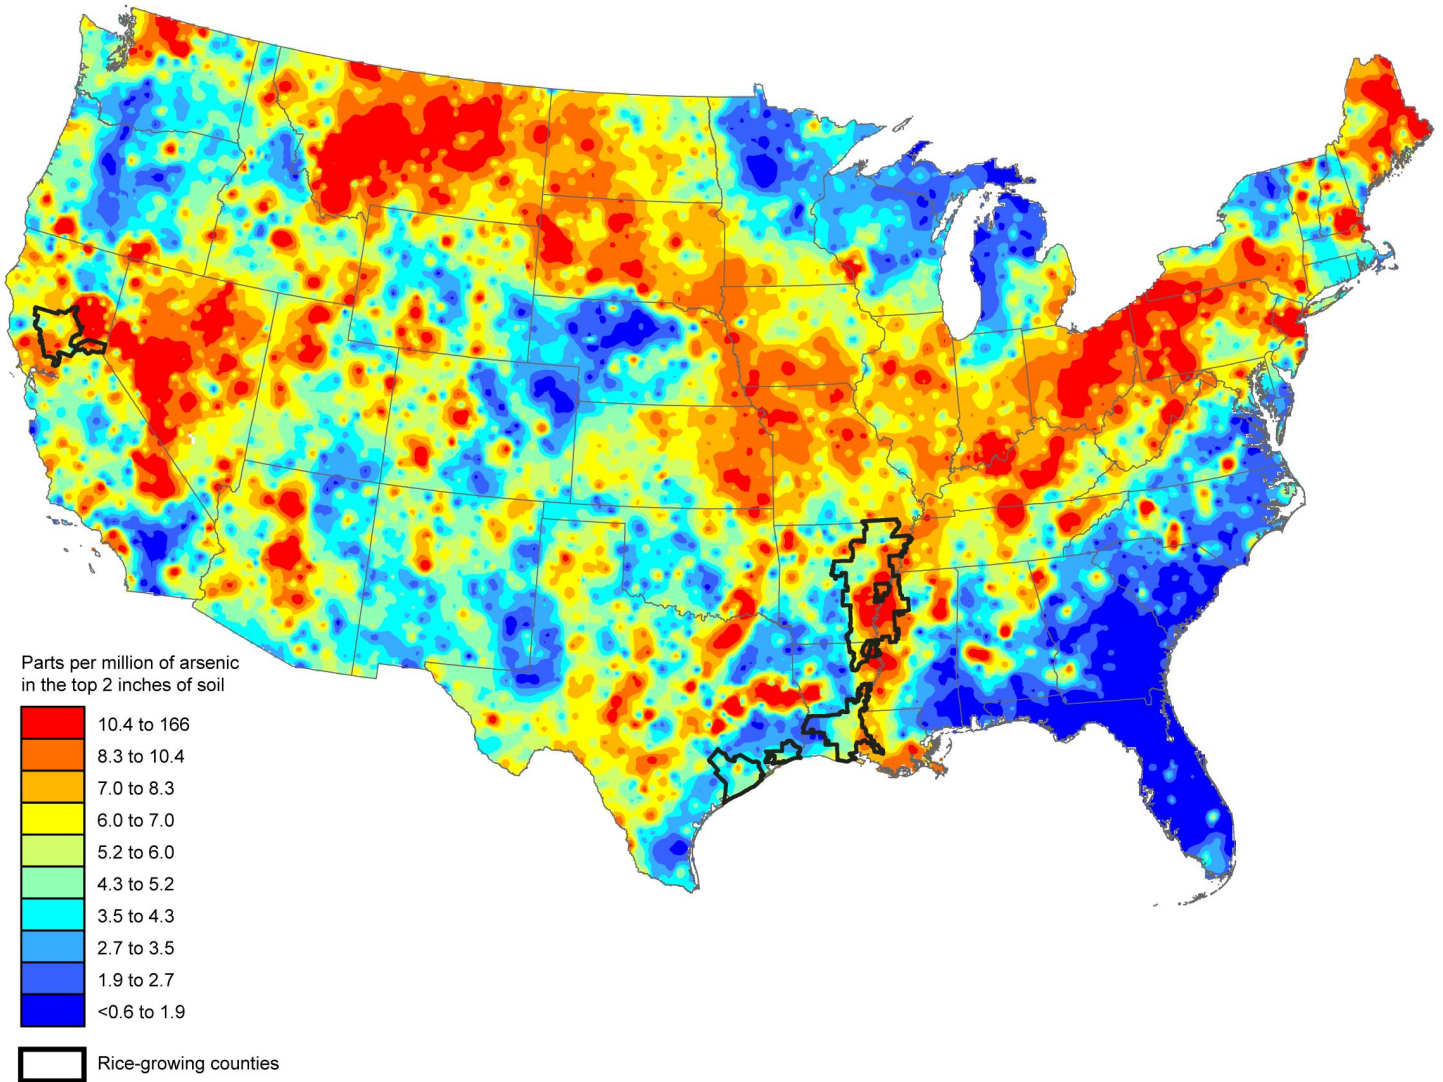 Parts per million of arsenic
in the top 2 inches of soil
10.4 to 166
8.3 to 10.4
7.0 to 8.3
6.0 to 7.0
5.2 to 6.0
4.3 to 5.2
3.5 to 4.3
2.7 to 3.5
1.9 to 2.7
<0.6 to 1.9
Rice-growing counties